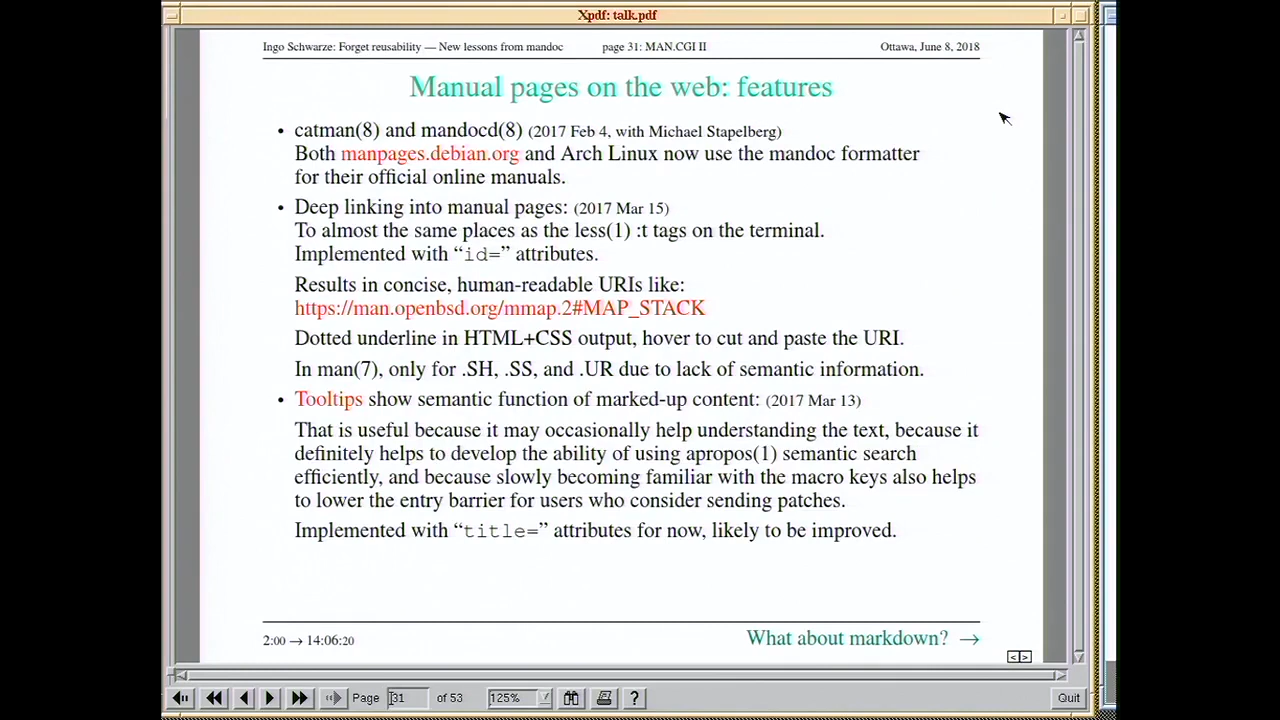 Xpdf: talk.pdf
Ingo Schwarze: Forget reusability — New lessons from mandoc page 31: MAN.CGI II Ottawa, June 8, 2018
Manual pages on the web: features
• catman(8) and mandocd(8) (2017 Feb 4, with Michael Stapelberg)
Both manpages.debian.org and Arch Linux now use the mandoc formatter
for their official online manuals.
• Deep linking into manual pages: (2017 Mar 15)
To almost the same places as the less(1) :t tags on the terminal.
Implemented with “id=” attributes.
Results in concise, human-readable URIs like:
https://man.openbsd.org/mmap.2#MAP_STACK
Dotted underline in HTML+CSS output, hover to cut and paste the URI.
In man(7), only for .SH, .SS, and .UR due to lack of semantic information.
• Tooltips show semantic function of marked-up content: (2017 Mar 13)
That is useful because it may occasionally help understanding the text, because it
definitely helps to develop the ability of using apropos(1) semantic search
efficiently, and because slowly becoming familiar with the macro keys also helps
to lower the entry barrier for users who consider sending patches.
Implemented with “title=” attributes for now, likely to be improved.
2:00 → 14:06:20 What about markdown? →
Page 31 of 53 125% ? Quit